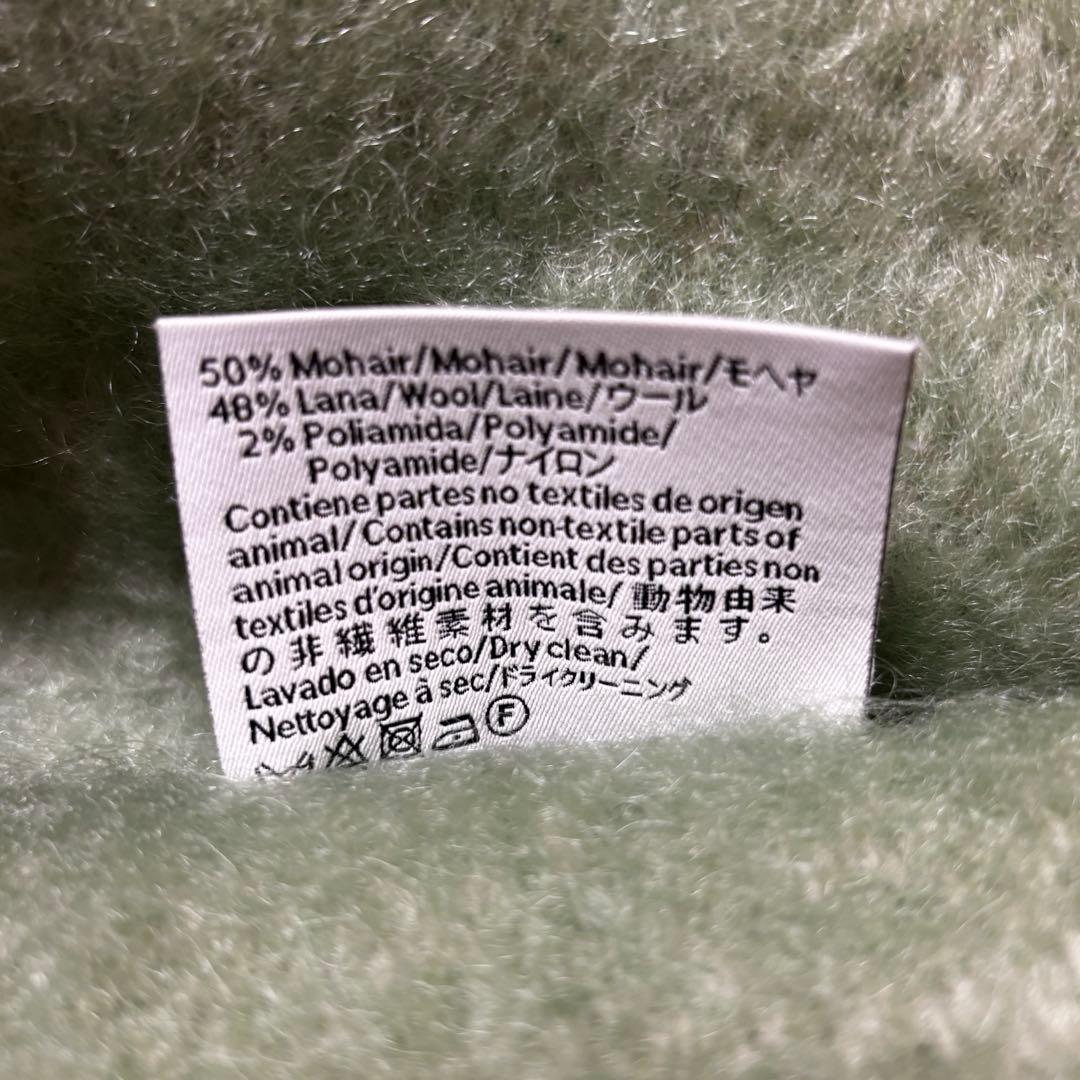 50% Mohair/Mohair/Mohair/モヘヤ
48% Lana/Wool/Laine/ウール
2% Poliamida/Polyamide/
Polyamide/ナイロン
Contiene partes no textiles de origen
animal/Contains non-textile parts of
animal origin/Contient des parties non
textiles d'origine animale/動物由来
の非繊維素材を含みます。
Lavado en seco/Dry clean/
Nettoyage à sec/ドライクリーニング
F